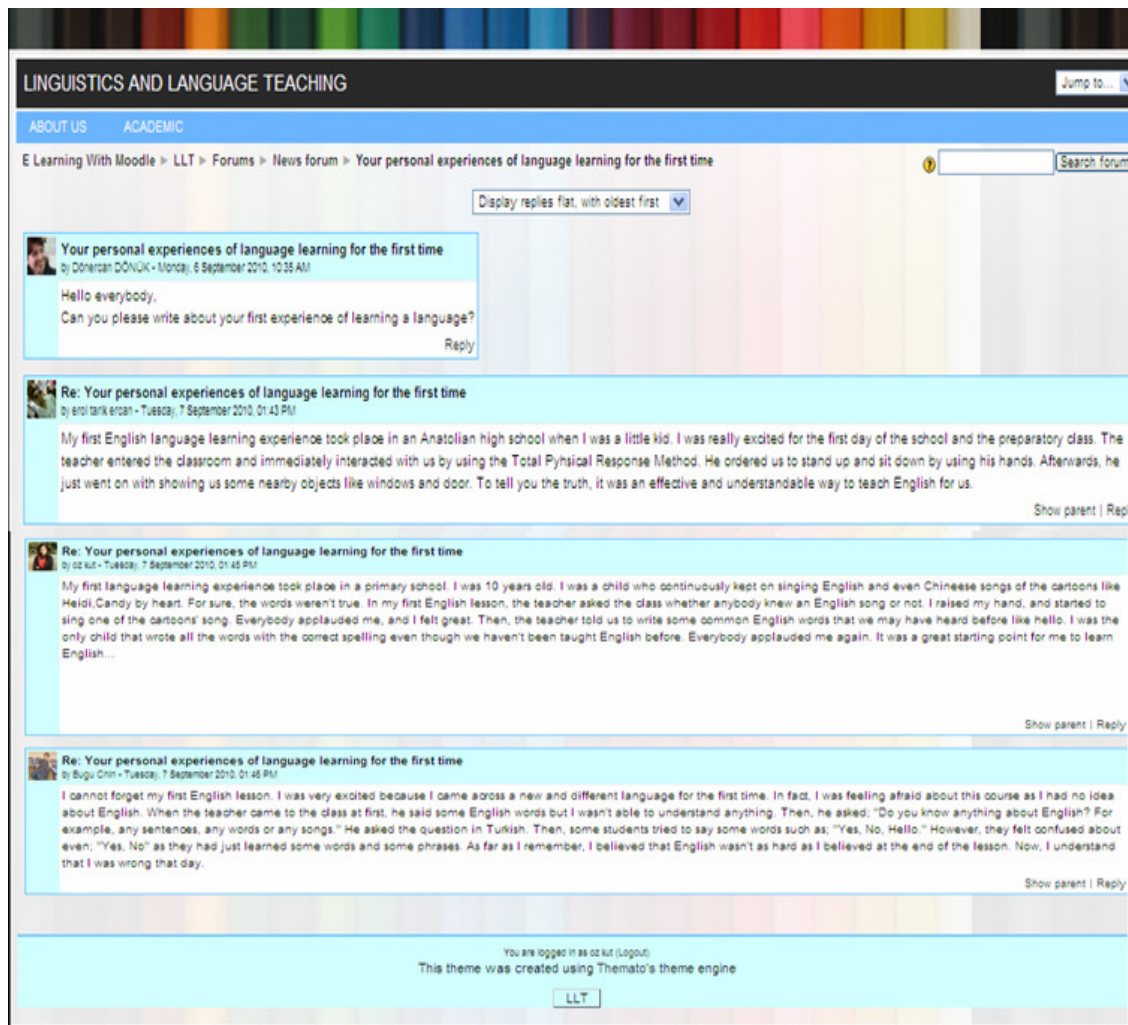 LINGUISTICS AND LANGUAGE TEACHING
Jump to...
ABOUT US ACADEMIC
E Learning With Moodle ► LLT ► Forums ► News forum ► Your personal experiences of language learning for the first time
Search forum
Display replies flat, with oldest first
Your personal experiences of language learning for the first time
by Dönercan DÖNÜK - Monday, 6 September 2010, 10:35 AM
Hello everybody,
Can you please write about your first experience of learning a language?
Reply
Re: Your personal experiences of language learning for the first time
by erol tarik ercan - Tuesday, 7 September 2010, 01:43 PM
My first English language learning experience took place in an Anatolian high school when I was a little kid. I was really excited for the first day of the school and the preparatory class. The
teacher entered the classroom and immediately interacted with us by using the Total Pyhsical Response Method. He ordered us to stand up and sit down by using his hands. Afterwards, he
just went on with showing us some nearby objects like windows and door. To tell you the truth, it was an effective and understandable way to teach English for us.
Show parent | Repl
Re: Your personal experiences of language learning for the first time
by oz kut - Tuesday, 7 September 2010, 01:45 PM
My first language learning experience took place in a primary school. I was 10 years old. I was a child who continuously kept on singing English and even Chineese songs of the cartoons like
Heidi,Candy by heart. For sure, the words weren't true. In my first English lesson, the teacher asked the class whether anybody knew an English song or not. I raised my hand, and started to
sing one of the cartoons' song. Everybody applauded me, and I felt great. Then, the teacher told us to write some common English words that we may have heard before like hello. I was the
only child that wrote all the words with the correct spelling even though we haven't been taught English before. Everybody applauded me again. It was a great starting point for me to learn
English...
Show parent | Reply
Re: Your personal experiences of language learning for the first time
by Bugu Chin - Tuesday, 7 September 2010, 01:46 PM
I cannot forget my first English lesson. I was very excited because I came across a new and different language for the first time. In fact, I was feeling afraid about this course as I had no idea
about English. When the teacher came to the class at first, he said some English words but I wasn't able to understand anything. Then, he asked; "Do you know anything about English? For
example, any sentences, any words or any songs." He asked the question in Turkish. Then, some students tried to say some words such as; "Yes, No, Hello." However, they felt confused about
even; "Yes, No" as they had just learned some words and some phrases. As far as I remember, I believed that English wasn't as hard as I believed at the end of the lesson. Now, I understand
that I was wrong that day.
Show parent | Reply
You are logged in as oz kut (Logout)
This theme was created using Themato's theme engine
LLT